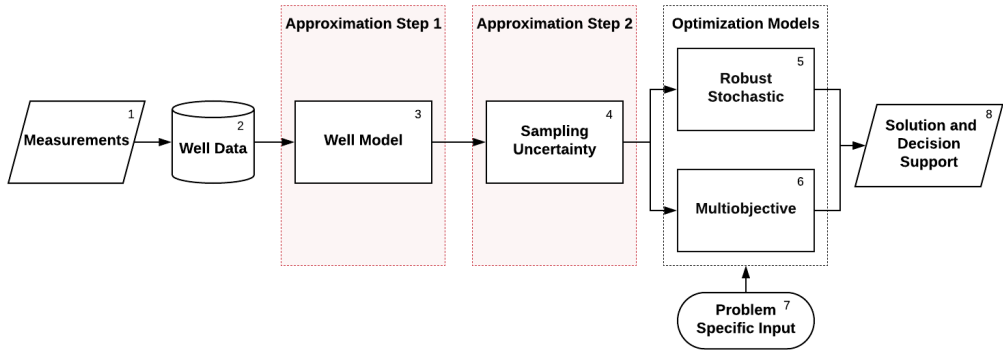 Approximation Step 1
Approximation Step 2
Optimization Models
1
Measurements
2
Well Data
3
Well Model
4
Sampling
Uncertainty
5
Robust
Stochastic
6
Multiobjective
7
Problem
Specific Input
8
Solution and
Decision
Support